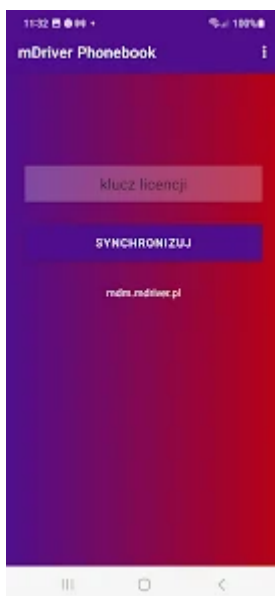 11:32
100%
mDriver Phonebook
klucz licencji
SYNCHRONIZUJ
mdm.mdriver.pl